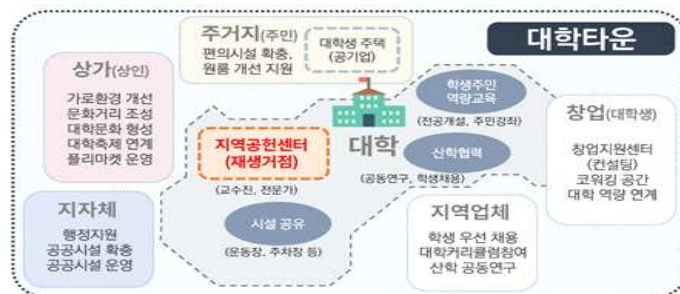 대학타운
주거지(주민)
편의시설 확충,
원룸 개선 지원
대학생 주택
(공기업)
상가(상인)
가로환경 개선
문화거리 조성
대학문화 형성
대학축제 연계
플리마켓 운영
지역공헌센터
(재생거점)
(교수진, 전문가)
대학
학생주민
역량교육
(전공개설, 주민강좌)
산학협력
(공동연구, 학생채용)
시설 공유
(운동장, 주차장 등)
창업(대학생)
창업지원센터
(컨설팅)
코워킹 공간
대학 역량 연계
지자체
행정지원
공공시설 확충
공공시설 운영
지역업체
학생 우선 채용
대학커리큘럼참여
산학 공동연구